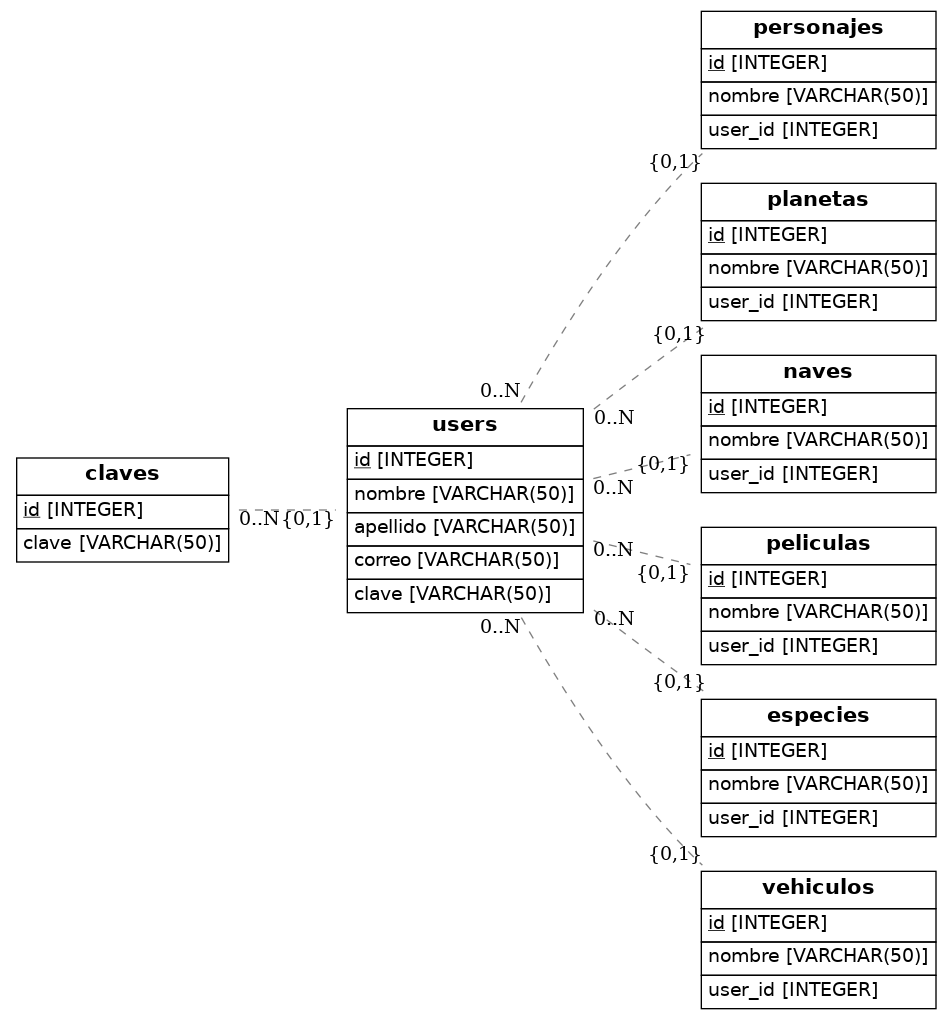 personajes
id [INTEGER]
nombre [VARCHAR(50)]
user_id [INTEGER]
{0,1}
0..N
planetas
id [INTEGER]
nombre [VARCHAR(50)]
user_id [INTEGER]
{0,1}
0..N
naves
id [INTEGER]
nombre [VARCHAR(50)]
user_id [INTEGER]
{0,1}
0..N
users
id [INTEGER]
nombre [VARCHAR(50)]
apellido [VARCHAR(50)]
correo [VARCHAR(50)]
clave [VARCHAR(50)]
claves
id [INTEGER]
clave [VARCHAR(50)]
0..N {0,1}
peliculas
id [INTEGER]
nombre [VARCHAR(50)]
user_id [INTEGER]
0..N
{0,1}
especies
id [INTEGER]
nombre [VARCHAR(50)]
user_id [INTEGER]
0..N
{0,1}
vehiculos
id [INTEGER]
nombre [VARCHAR(50)]
user_id [INTEGER]
0..N
{0,1}